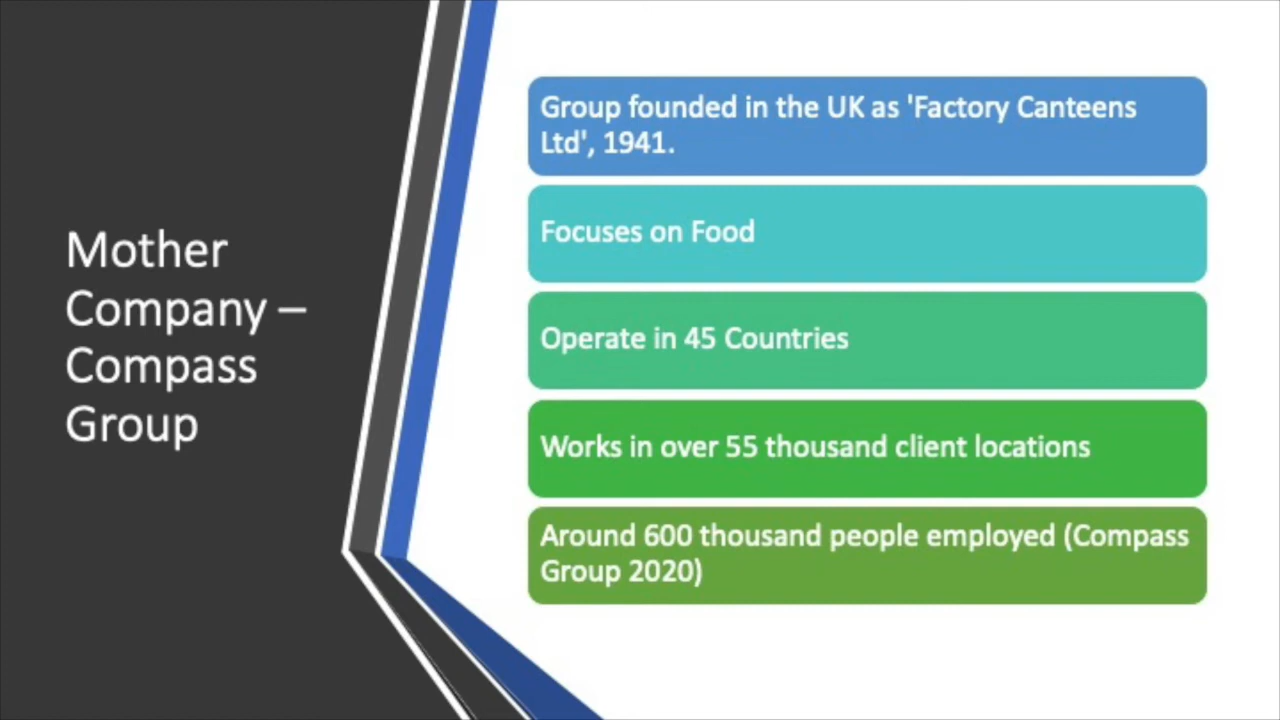 Mother
Company –
Compass
Group
Group founded in the UK as 'Factory Canteens
Ltd', 1941.
Focuses on Food
Operate in 45 Countries
Works in over 55 thousand client locations
Around 600 thousand people employed (Compass
Group 2020)